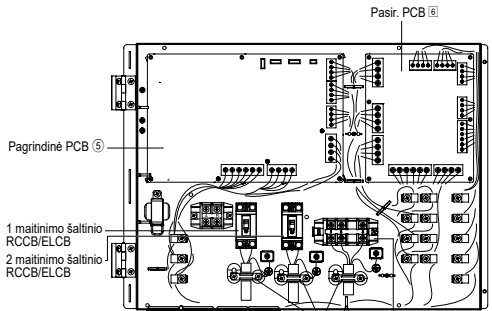 Pasir. PCB 6
Pagrindinė PCB ⑤
1 maitinimo šaltinio
RCCB/ELCB
2 maitinimo šaltinio
RCCB/ELCB